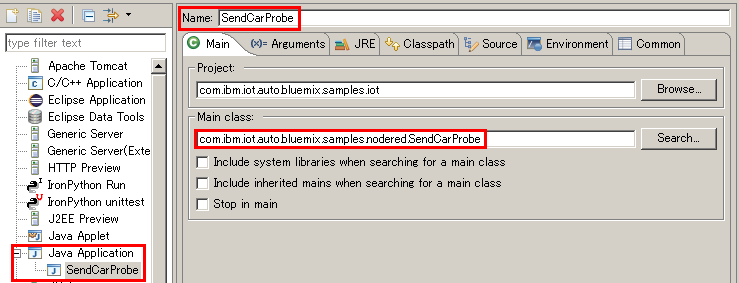 type filter text
Apache Tomcat
C/C++ Application
Eclipse Application
Eclipse Data Tools
Generic Server
Generic Server(Exte
HTTP Preview
IronPython Run
IronPython unittest
J2EE Preview
Java Applet
Java Application
SendCarProbe
Name: SendCarProbe
Main (x)= Arguments JRE Classpath Source Environment Common
Project:
com.ibm.iot.auto.bluemix.samples.iot Browse...
Main class:
com.ibm.iot.auto.bluemix.samples.nodered.SendCarProbe Search...
Include system libraries when searching for a main class
Include inherited mains when searching for a main class
Stop in main